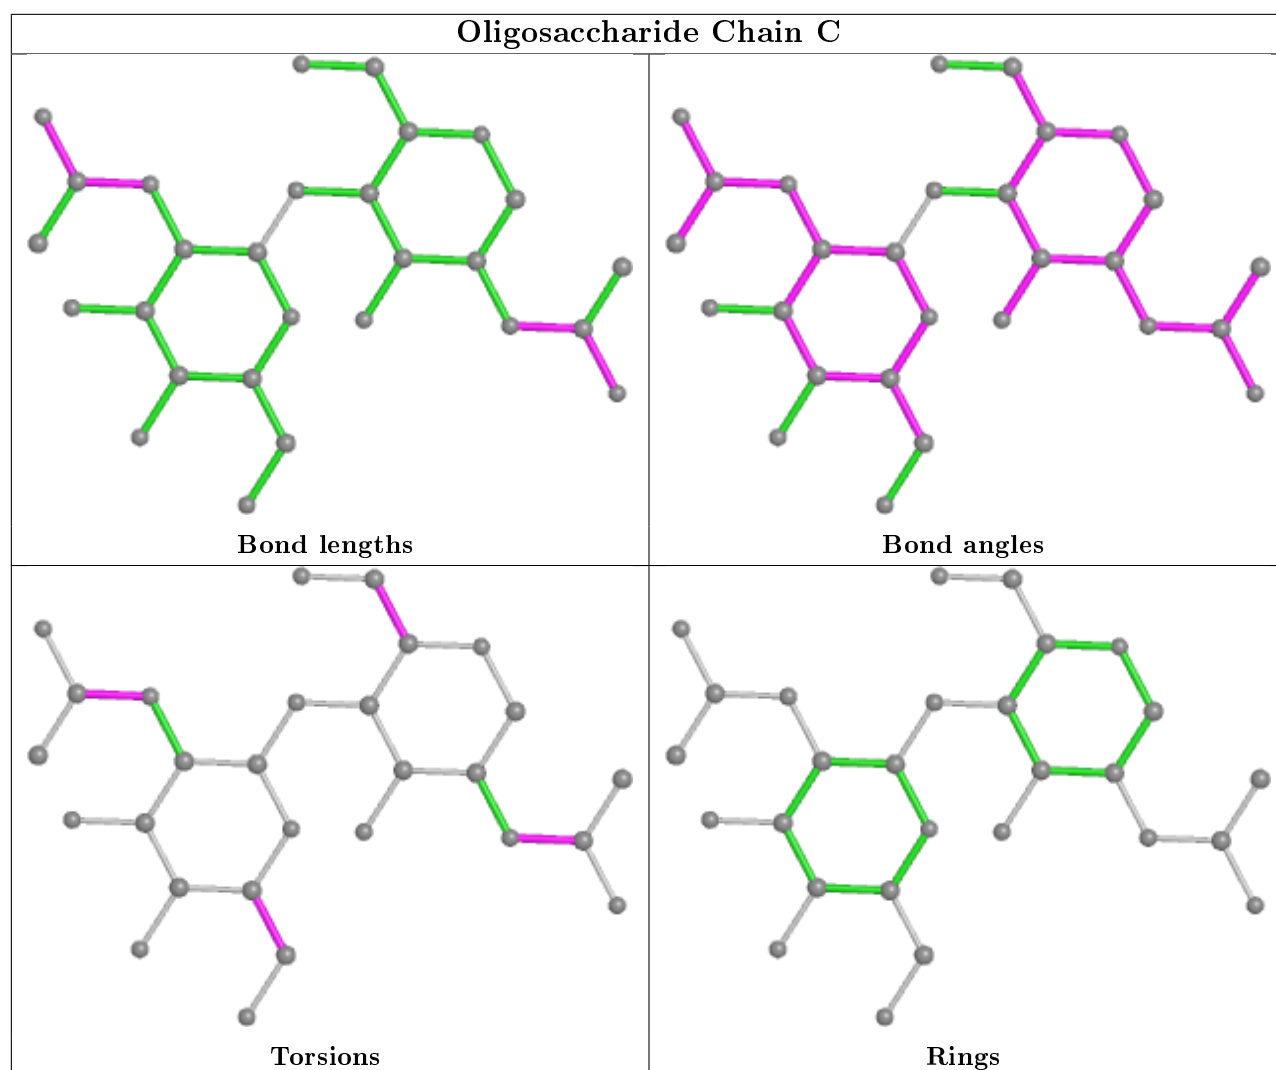 Oligosaccharide Chain C
Bond lengths
Bond angles
Torsions
Rings